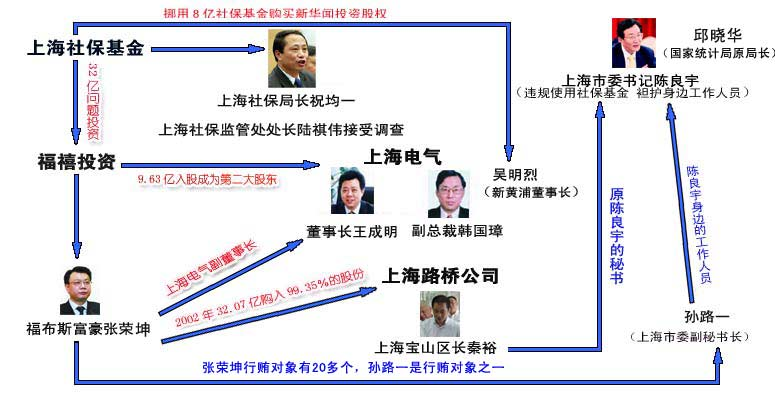 挪用8亿社保基金购买新华闻投资股权
上海社保基金
邱晓华
（国家统计局原局长）
32亿问题投资
上海社保局长祝均一
上海市委书记陈良宇
（违规使用社保基金 袒护身边工作人员）
上海社保监管处处长陆祺伟接受调查
福禧投资
9.63亿入股成为第二大股东
上海电气
吴明烈
（新黄浦董事长）
董事长王成明
副总裁韩国璋
原陈良宇的秘书
陈良宇身边的工作人员
上海电气副董事长
上海路桥公司
2002年32.07亿购入99.35%的股份
福布斯富豪张荣坤
上海宝山区长秦裕
孙路一
（上海市委副秘书长）
张荣坤行贿对象有20多个，孙路一是行贿对象之一